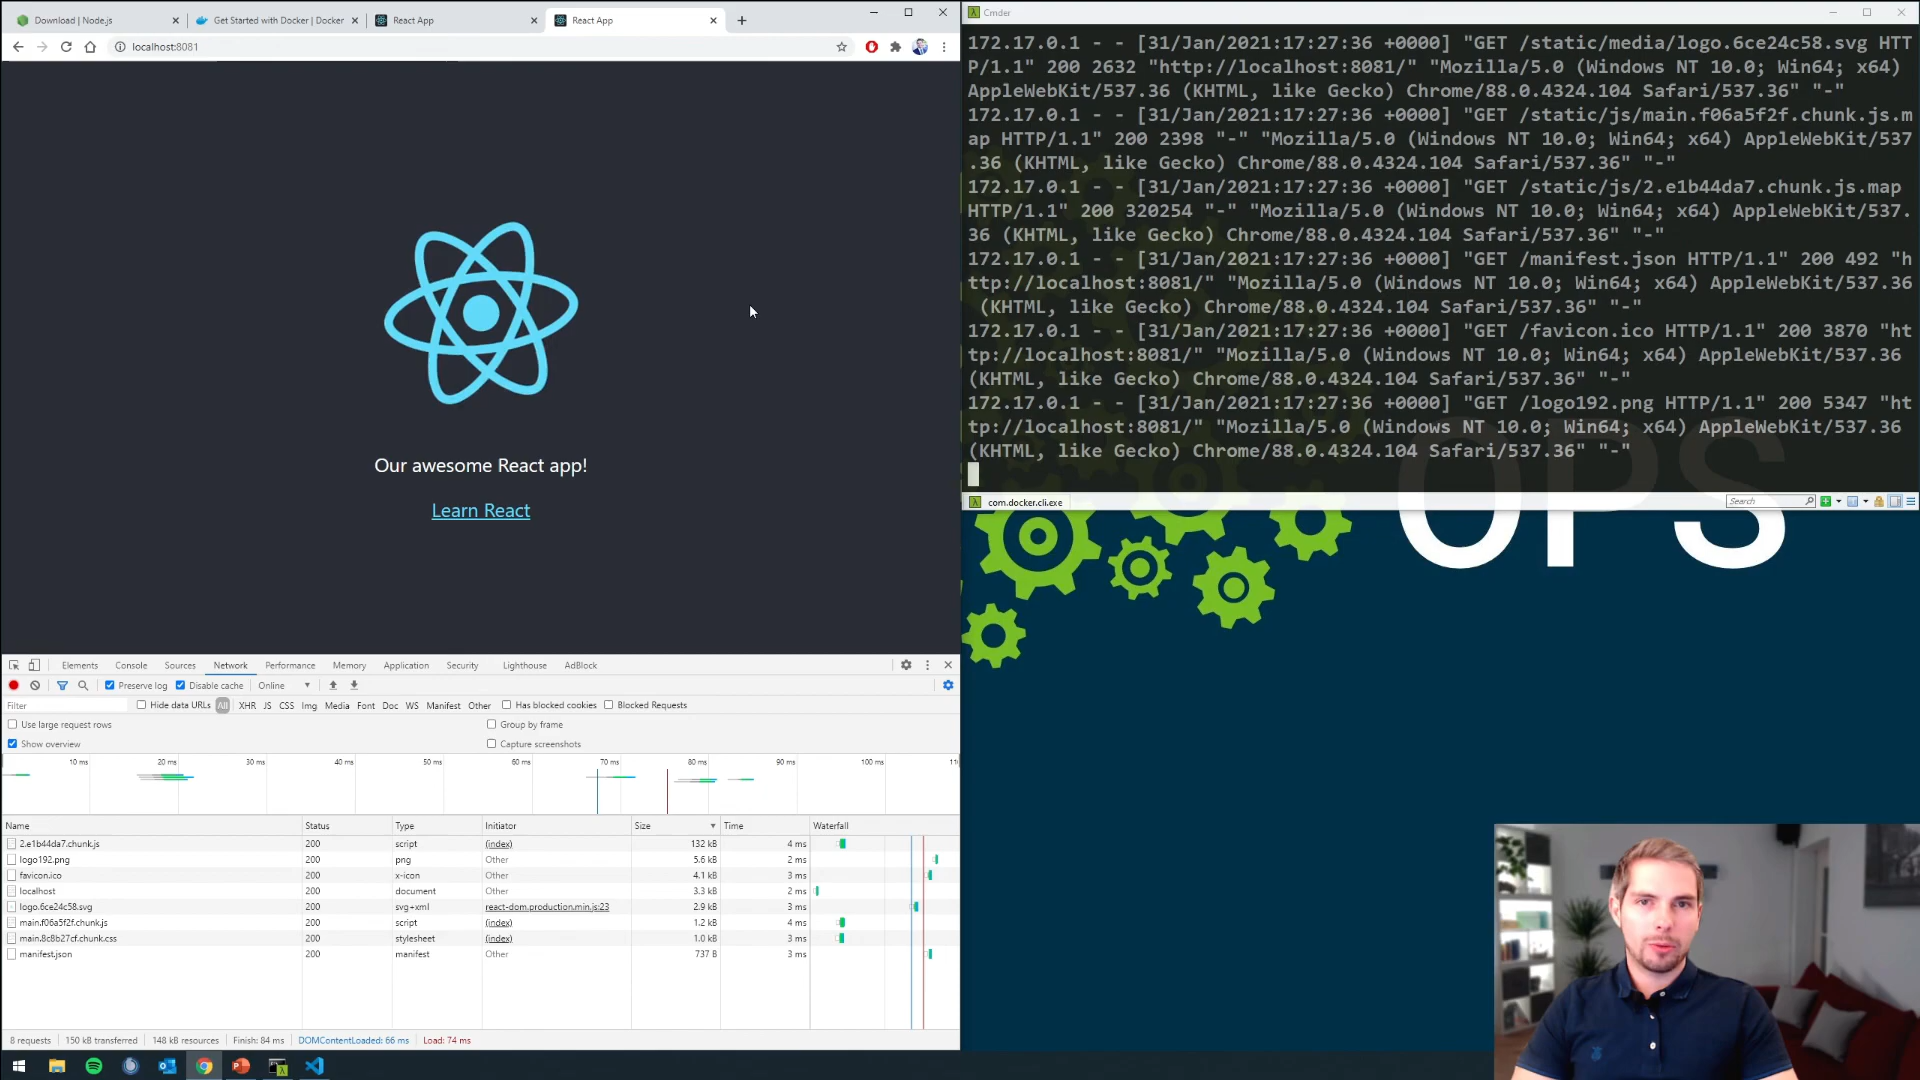 Download | Node.js
Get Started with Docker | Docker
React App
React App
localhost:8081
Our awesome React app!
Learn React
Elements Console Sources Network Performance Memory Application Security Lighthouse AdBlock
Preserve log Disable cache Online
Filter Hide data URLs All XHR JS CSS Img Media Font Doc WS Manifest Other Has blocked cookies Blocked Requests
Use large request rows Group by frame
Show overview Capture screenshots
10 ms 20 ms 30 ms 40 ms 50 ms 60 ms 70 ms 80 ms 90 ms 100 ms
Name Status Type Initiator Size Time Waterfall
2.e1b44da7.chunk.js 200 script (index) 132 kB 4 ms
logo192.png 200 png Other 5.6 kB 2 ms
favicon.ico 200 x-icon Other 4.1 kB 3 ms
localhost 200 document Other 3.3 kB 2 ms
logo.6ce24c58.svg 200 svg+xml react-dom.production.min.js:23 2.9 kB 3 ms
main.f06a5f2f.chunk.js 200 script (index) 1.2 kB 4 ms
main.8c8b27cf.chunk.css 200 stylesheet (index) 1.0 kB 3 ms
manifest.json 200 manifest Other 737 B 3 ms
8 requests 150 kB transferred 148 kB resources Finish: 84 ms DOMContentLoaded: 66 ms Load: 74 ms
Cmder
172.17.0.1 - - [31/Jan/2021:17:27:36 +0000] "GET /static/media/logo.6ce24c58.svg HTT
P/1.1" 200 2632 "http://localhost:8081/" "Mozilla/5.0 (Windows NT 10.0; Win64; x64)
AppleWebKit/537.36 (KHTML, like Gecko) Chrome/88.0.4324.104 Safari/537.36" "-"
172.17.0.1 - - [31/Jan/2021:17:27:36 +0000] "GET /static/js/main.f06a5f2f.chunk.js.m
ap HTTP/1.1" 200 2398 "-" "Mozilla/5.0 (Windows NT 10.0; Win64; x64) AppleWebKit/537
.36 (KHTML, like Gecko) Chrome/88.0.4324.104 Safari/537.36" "-"
172.17.0.1 - - [31/Jan/2021:17:27:36 +0000] "GET /static/js/2.e1b44da7.chunk.js.map
HTTP/1.1" 200 320254 "-" "Mozilla/5.0 (Windows NT 10.0; Win64; x64) AppleWebKit/537.
36 (KHTML, like Gecko) Chrome/88.0.4324.104 Safari/537.36" "-"
172.17.0.1 - - [31/Jan/2021:17:27:36 +0000] "GET /manifest.json HTTP/1.1" 200 492 "h
ttp://localhost:8081/" "Mozilla/5.0 (Windows NT 10.0; Win64; x64) AppleWebKit/537.36
(KHTML, like Gecko) Chrome/88.0.4324.104 Safari/537.36" "-"
172.17.0.1 - - [31/Jan/2021:17:27:36 +0000] "GET /favicon.ico HTTP/1.1" 200 3870 "ht
tp://localhost:8081/" "Mozilla/5.0 (Windows NT 10.0; Win64; x64) AppleWebKit/537.36
(KHTML, like Gecko) Chrome/88.0.4324.104 Safari/537.36" "-"
172.17.0.1 - - [31/Jan/2021:17:27:36 +0000] "GET /logo192.png HTTP/1.1" 200 5347 "ht
tp://localhost:8081/" "Mozilla/5.0 (Windows NT 10.0; Win64; x64) AppleWebKit/537.36
(KHTML, like Gecko) Chrome/88.0.4324.104 Safari/537.36" "-"
com.docker.cli.exe Search
OPS